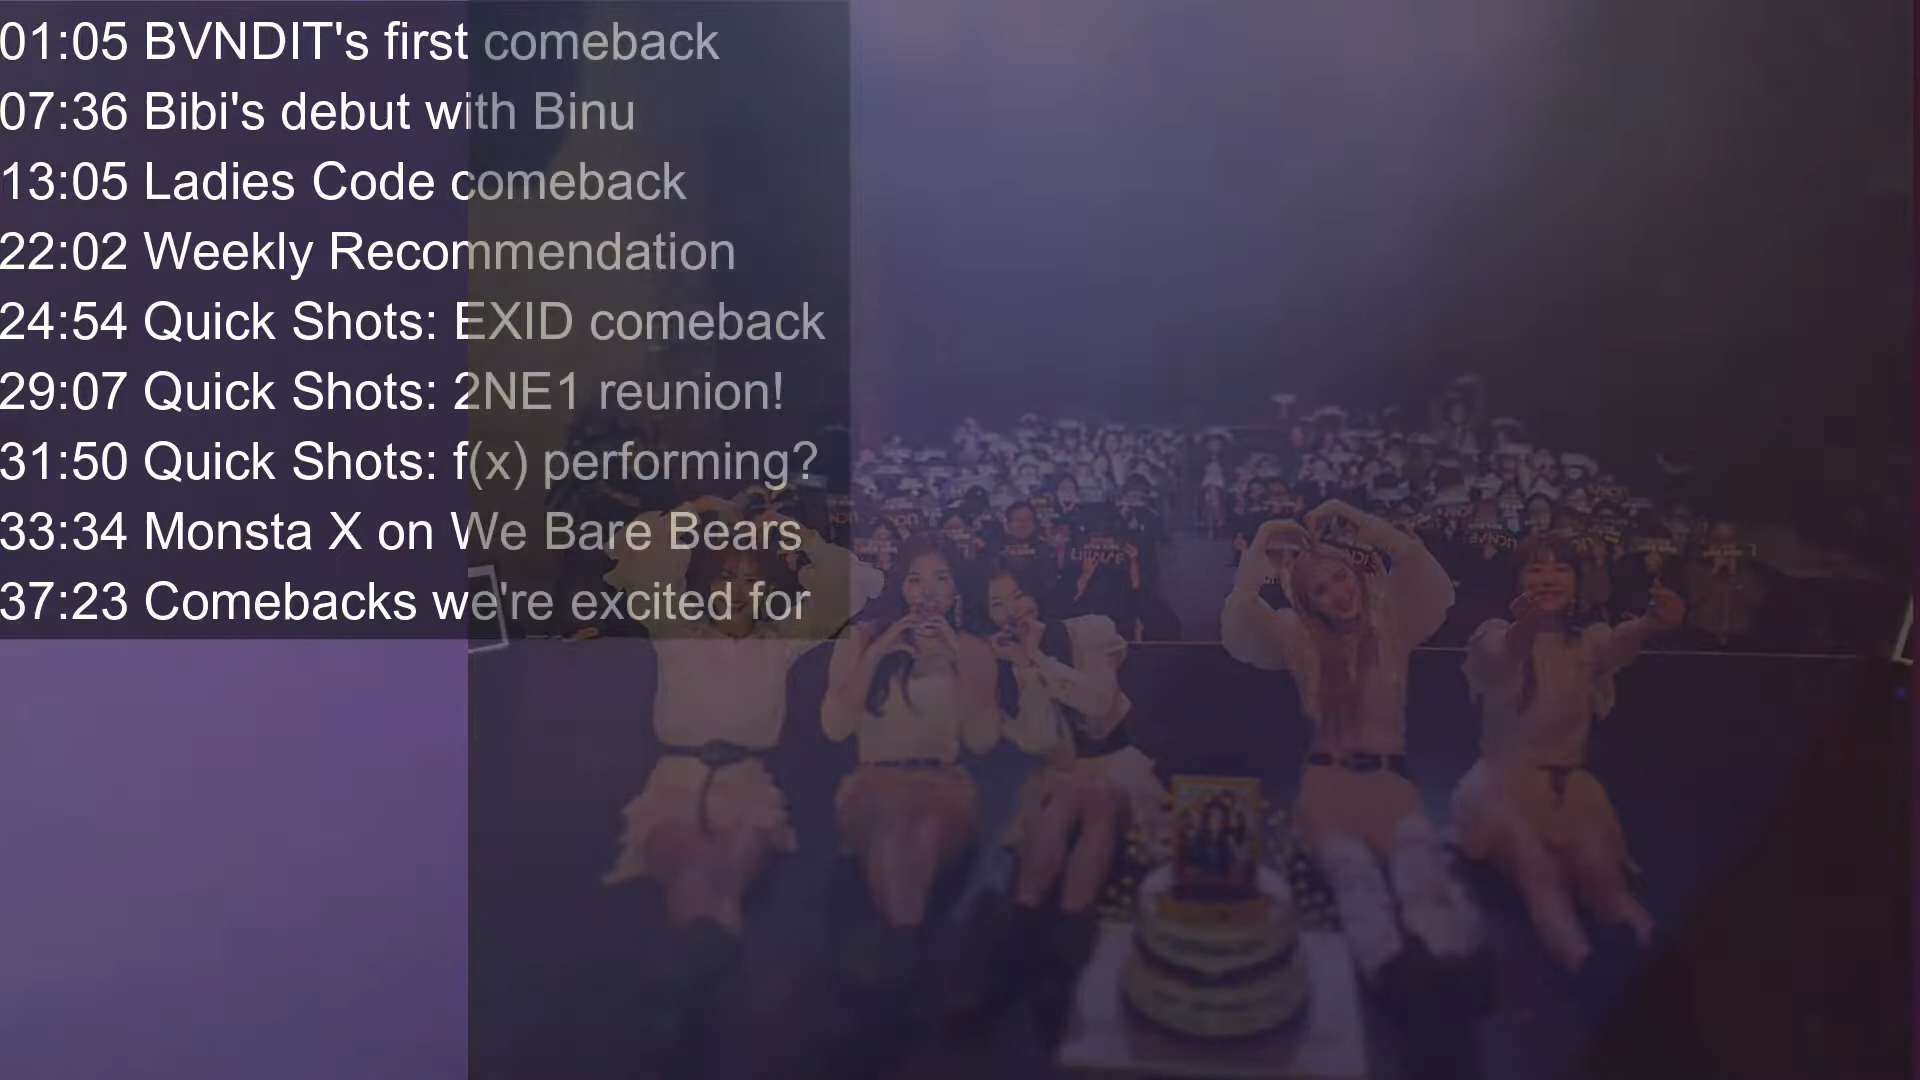 01:05 BVNDIT's first comeback
07:36 Bibi's debut with Binu
13:05 Ladies Code comeback
22:02 Weekly Recommendation
24:54 Quick Shots: EXID comeback
29:07 Quick Shots: 2NE1 reunion!
31:50 Quick Shots: f(x) performing?
33:34 Monsta X on We Bare Bears
37:23 Comebacks we're excited for